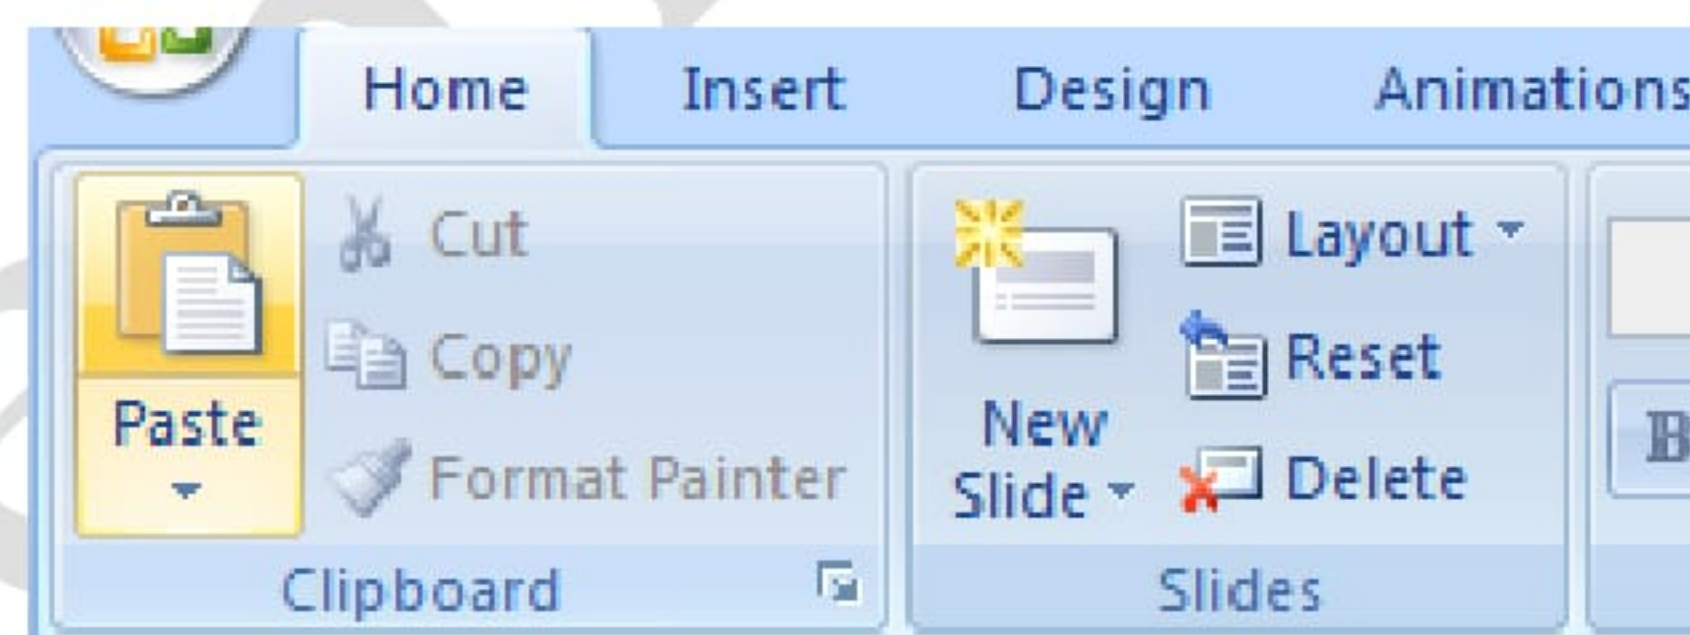 Home Insert Design Animations
Cut
Copy
Paste
Format Painter
Clipboard
Layout
Reset
New
Slide
Delete
Slides
B